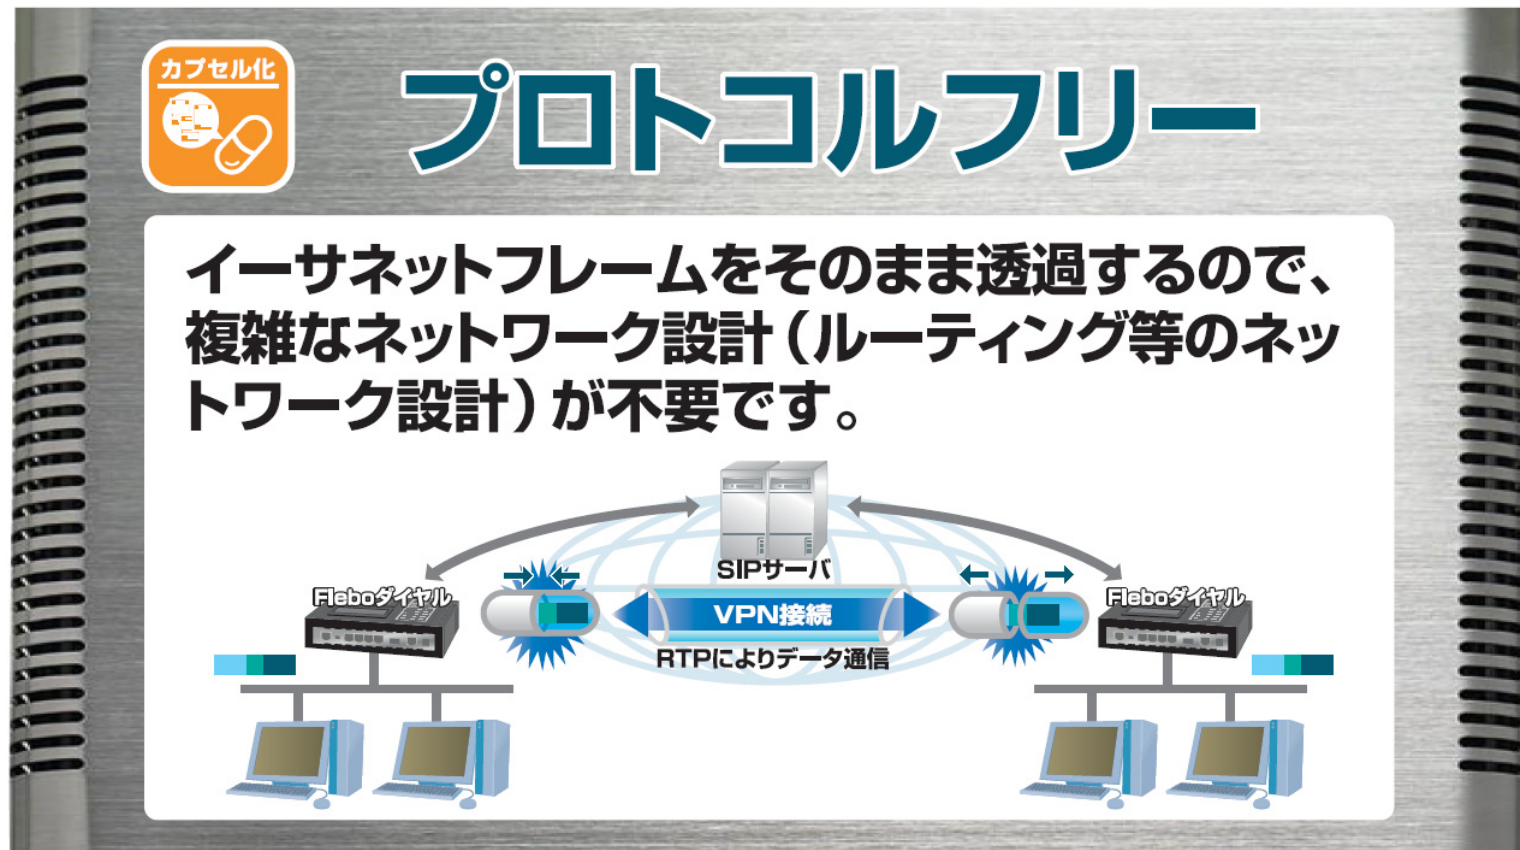 カプセル化
プロトコルフリー
イーサネットフレームをそのまま透過するので、
複雑なネットワーク設計（ルーティング等のネッ
トワーク設計）が不要です。
SIPサーバ
Fleboダイヤル
VPN接続
Fleboダイヤル
RTPによりデータ通信